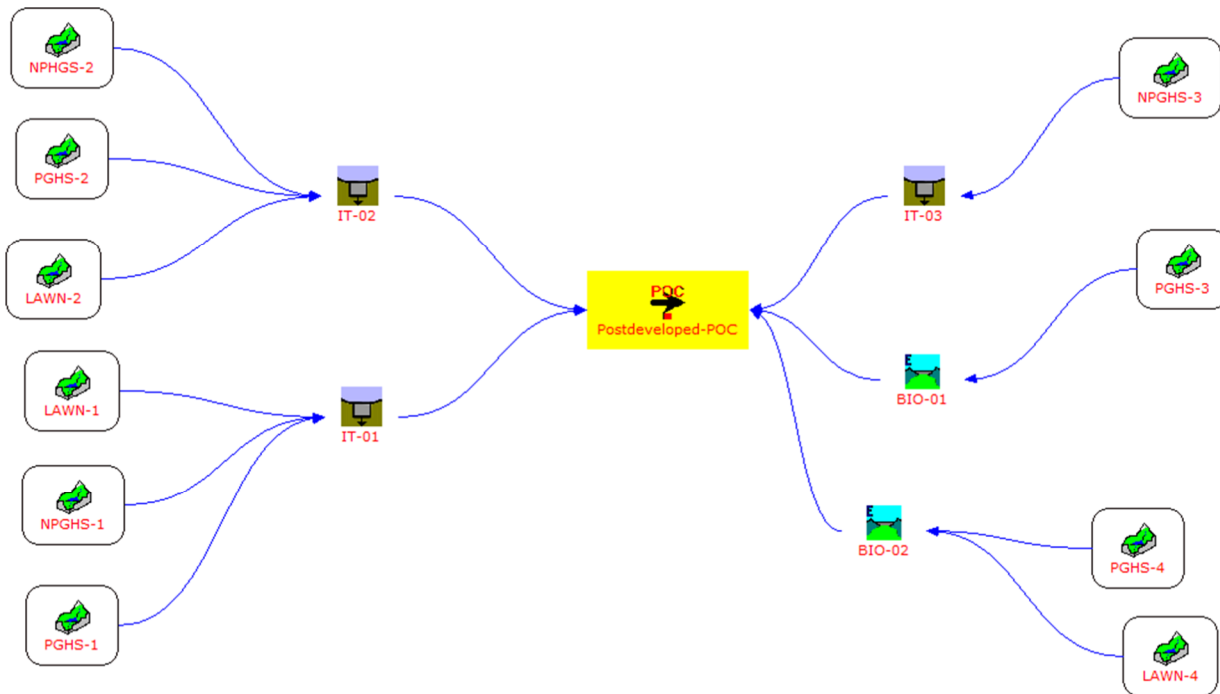 NPHGS-2
PGHS-2
LAWN-2
LAWN-1
NPGHS-1
PGHS-1
IT-02
IT-01
POC
Postdeveloped-POC
IT-03
E
BIO-01
E
BIO-02
NPGHS-3
PGHS-3
PGHS-4
LAWN-4